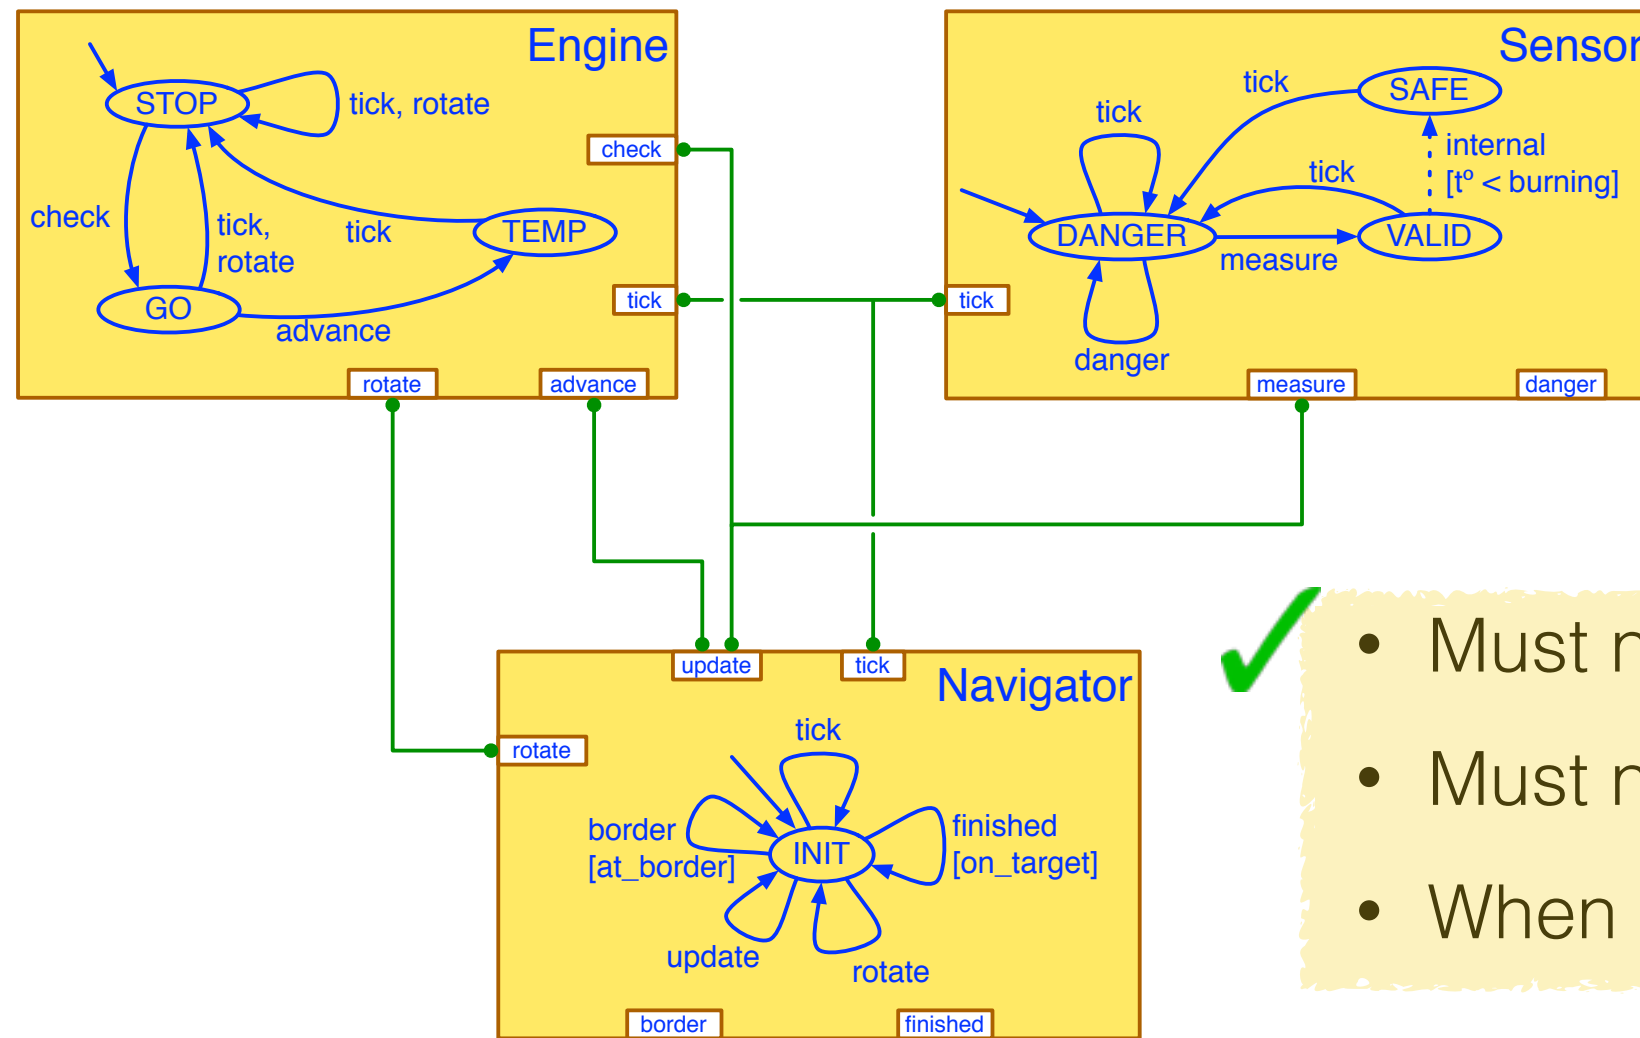 Engine
STOP
tick, rotate
check
check
tick,
rotate
tick
TEMP
GO
advance
tick
rotate
advance
Sensor
tick
SAFE
tick
internal
[tº < burning]
tick
DANGER
VALID
measure
tick
danger
measure
danger
update
tick
Navigator
rotate
tick
border
[at_border]
INIT
finished
[on_target]
update
rotate
border
finished
• Must
• Must
• When